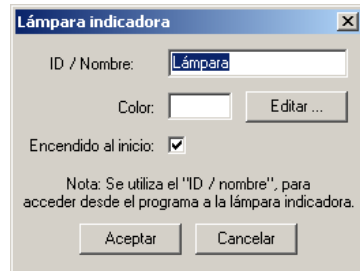 Lámpara indicadora
ID / Nombre: Lámpara
Color: Editar ...
Encendido al inicio:
Nota: Se utiliza el "ID / nombre", para
acceder desde el programa a la lámpara indicadora.
Aceptar Cancelar